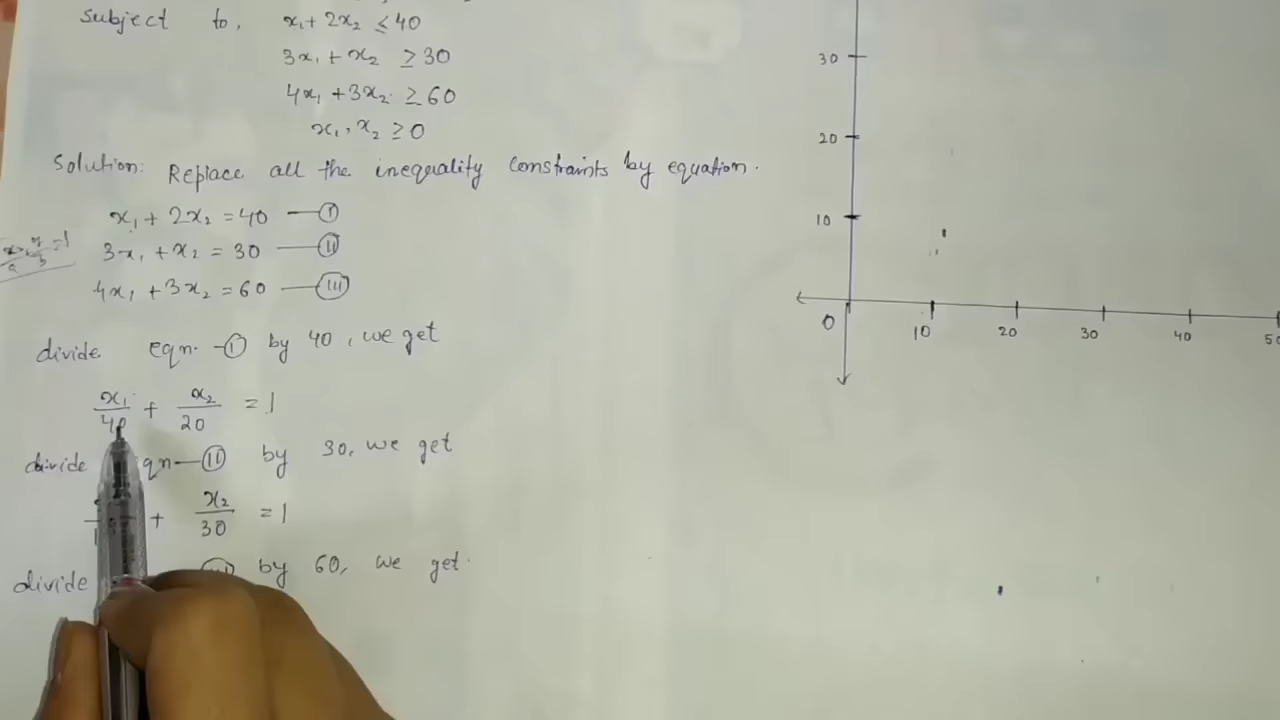 Subject to, x₁ + 2x₂ ≤ 40
3x₁ + x₂ ≥ 30
4x₁ + 3x₂ ≥ 60
x₁, x₂ ≥ 0
Solution: Replace all the inequality constraints by equation.
x₁ + 2x₂ = 40 — (I)
3x₁ + x₂ = 30 — (II)
4x₁ + 3x₂ = 60 — (III)
divide eqn. - (I) by 40, we get
x₁/40 + x₂/20 = 1
divide qn — (II) by 30, we get
+ x₂/30 = 1
divide by 60, we get.
30
20
10
0 10 20 30 40